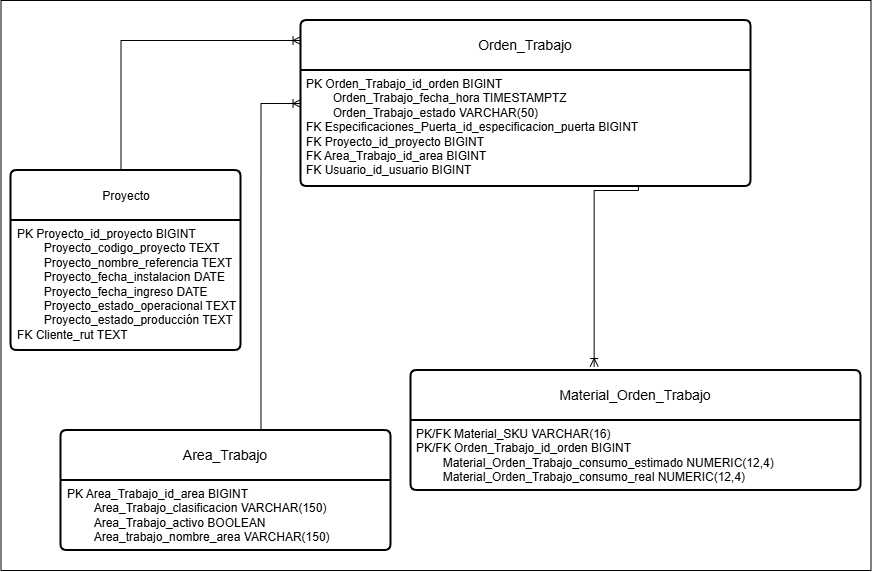 Orden_Trabajo
PK Orden_Trabajo_id_orden BIGINT
Orden_Trabajo_fecha_hora TIMESTAMPTZ
Orden_Trabajo_estado VARCHAR(50)
FK Especificaciones_Puerta_id_especificacion_puerta BIGINT
FK Proyecto_id_proyecto BIGINT
FK Area_Trabajo_id_area BIGINT
FK Usuario_id_usuario BIGINT
Proyecto
PK Proyecto_id_proyecto BIGINT
Proyecto_codigo_proyecto TEXT
Proyecto_nombre_referencia TEXT
Proyecto_fecha_instalacion DATE
Proyecto_fecha_ingreso DATE
Proyecto_estado_operacional TEXT
Proyecto_estado_producción TEXT
FK Cliente_rut TEXT
Material_Orden_Trabajo
PK/FK Material_SKU VARCHAR(16)
PK/FK Orden_Trabajo_id_orden BIGINT
Material_Orden_Trabajo_consumo_estimado NUMERIC(12,4)
Material_Orden_Trabajo_consumo_real NUMERIC(12,4)
Area_Trabajo
PK Area_Trabajo_id_area BIGINT
Area_Trabajo_clasificacion VARCHAR(150)
Area_Trabajo_activo BOOLEAN
Area_trabajo_nombre_area VARCHAR(150)